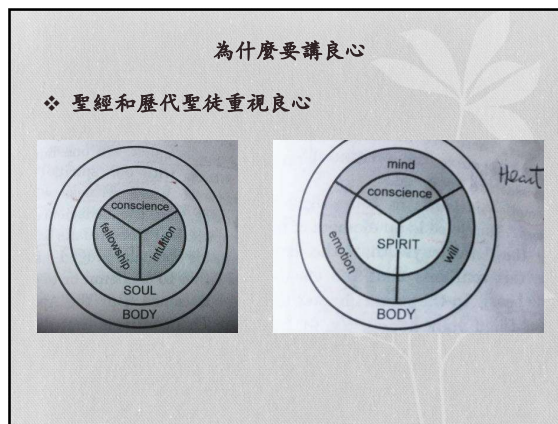 為什麼要講良心
❖ 聖經和歷代聖徒重視良心
conscience
fellowship
intuition
SOUL
BODY
mind
conscience
Heart
SPIRIT
emotion
will
BODY